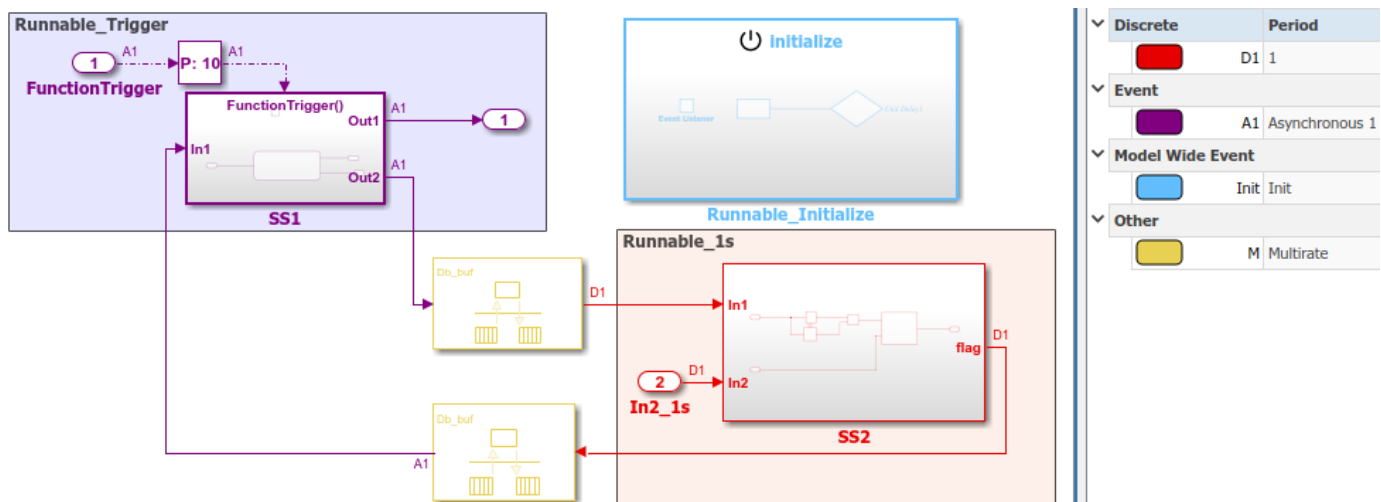 Runnable_Trigger
1
A1
P: 10
A1
FunctionTrigger
FunctionTrigger()
Out1
A1
1
In1
Out2
A1
SS1
initialize
Event Listener
Runnable_Initialize
Db_buf
D1
Runnable_1s
In1
flag
D1
2
D1
In2
In2_1s
SS2
Db_buf
A1
Discrete Period
D1 1
Event
A1 Asynchronous 1
Model Wide Event
Init Init
Other
M Multirate